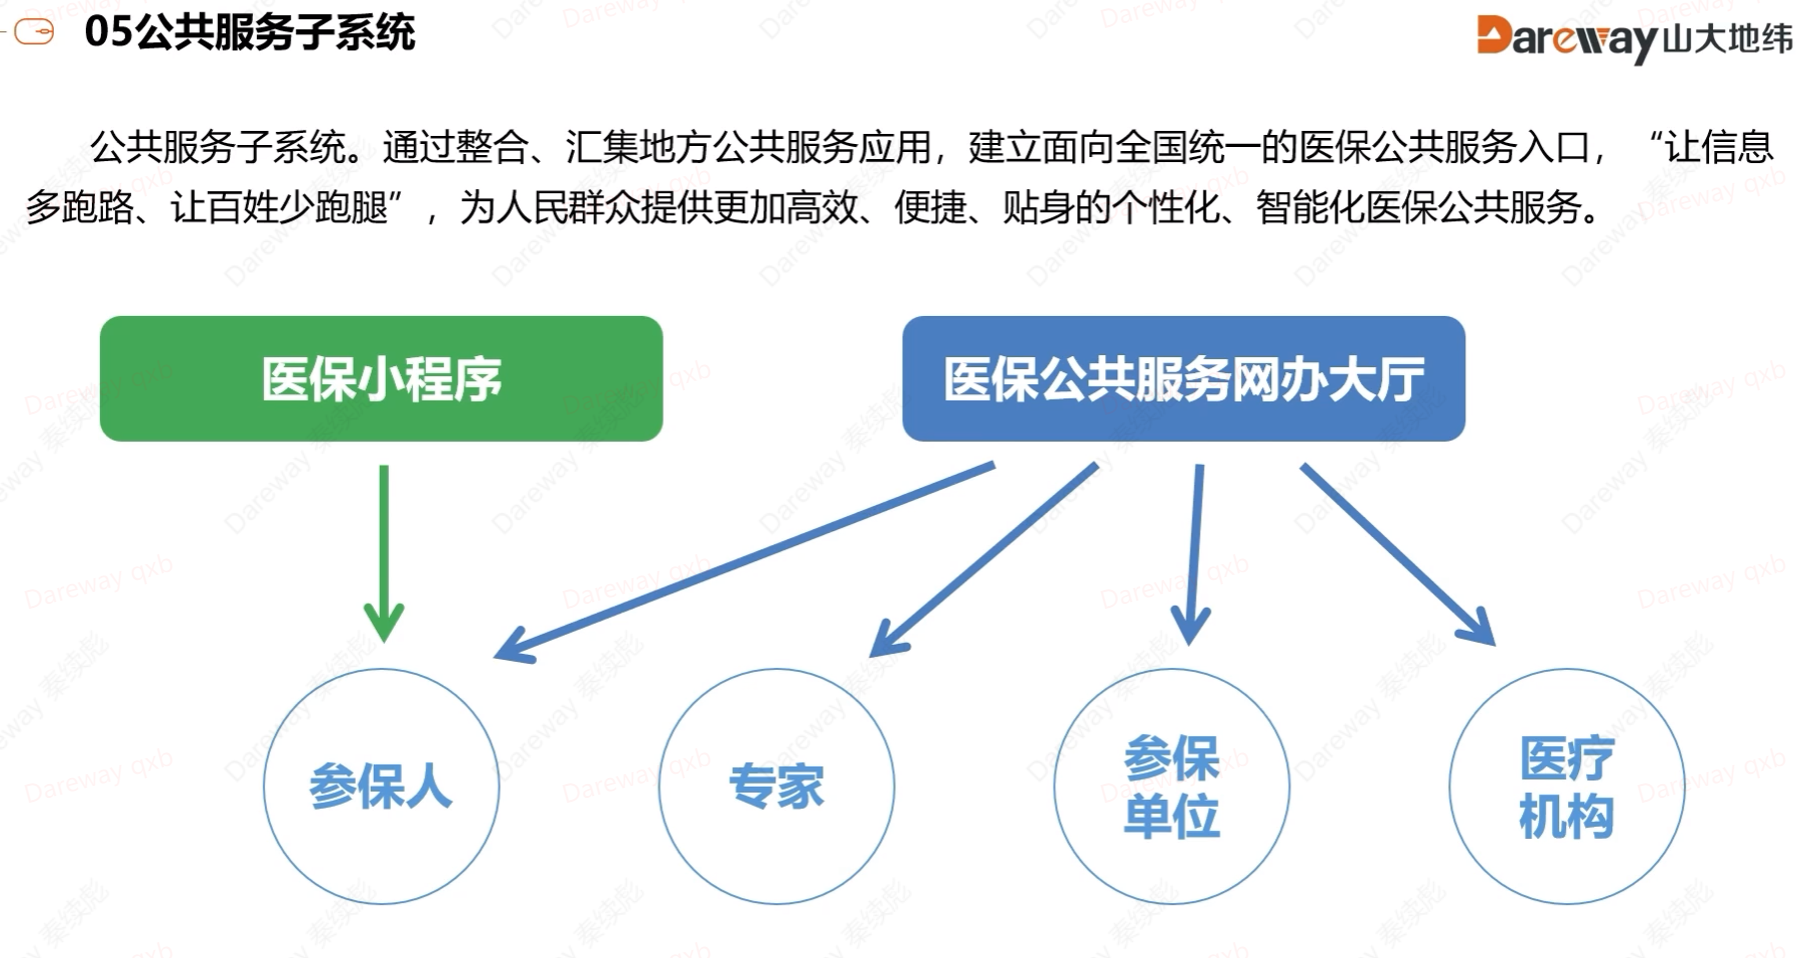 05公共服务子系统
Dareway山大地纬
公共服务子系统。通过整合、汇集地方公共服务应用，建立面向全国统一的医保公共服务入口，“让信息
多跑路、让百姓少跑腿”，为人民群众提供更加高效、便捷、贴身的个性化、智能化医保公共服务。
医保小程序
医保公共服务网办大厅
参保人
专家
参保
单位
医疗
机构
Dareway qxb
Dareway 秦续彪